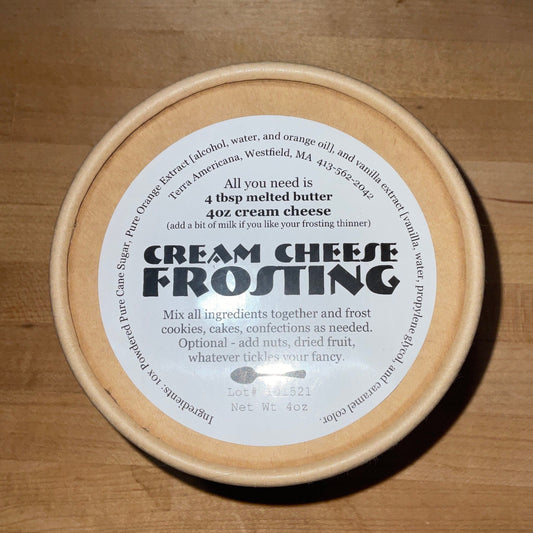 Ingredients: 10x Powdered Pure Cane Sugar, Pure Orange Extract [alcohol, water, and orange oil], and vanilla extract [vanilla, water, propylene glycol, and caramel color.
Terra Americana, Westfield, MA 413-562-2042
All you need is
4 tbsp melted butter
4oz cream cheese
(add a bit of milk if you like your frosting thinner)
CREAM CHEESE
FROSTING
Mix all ingredients together and frost
cookies, cakes, confections as needed.
Optional - add nuts, dried fruit,
whatever tickles your fancy.
Lot# 101521
Net Wt 4oz